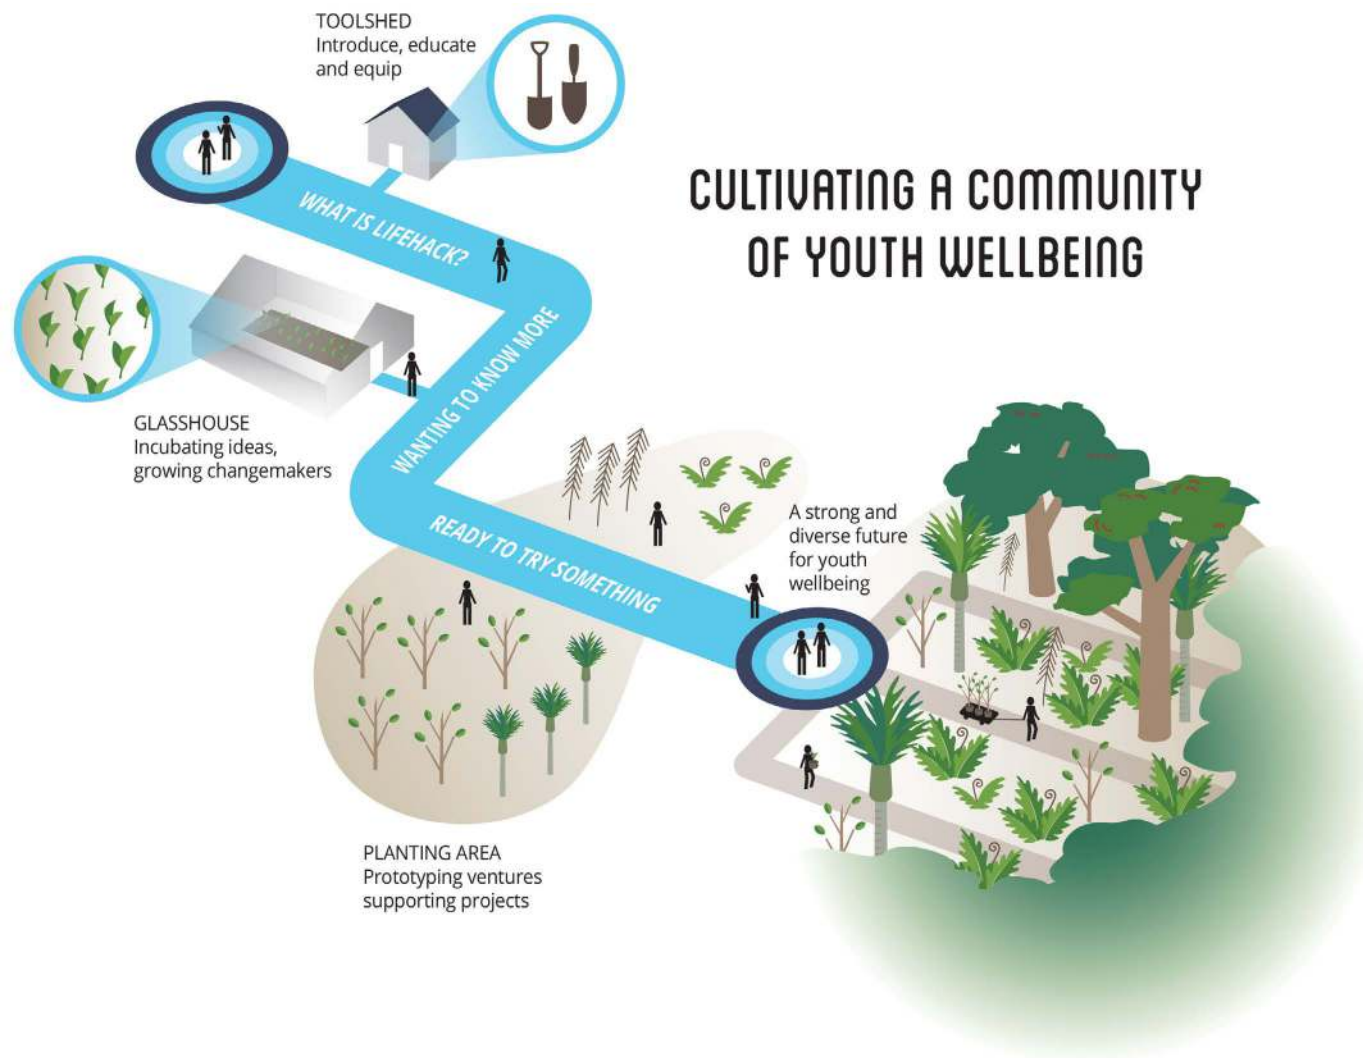 TOOLSHED
Introduce, educate
and equip
CULTIVATING A COMMUNITY
OF YOUTH WELLBEING
WHAT IS LIFEHACK?
WANTING TO KNOW MORE
GLASSHOUSE
Incubating ideas,
growing changemakers
READY TO TRY SOMETHING
A strong and
diverse future
for youth
wellbeing
PLANTING AREA
Prototyping ventures
supporting projects